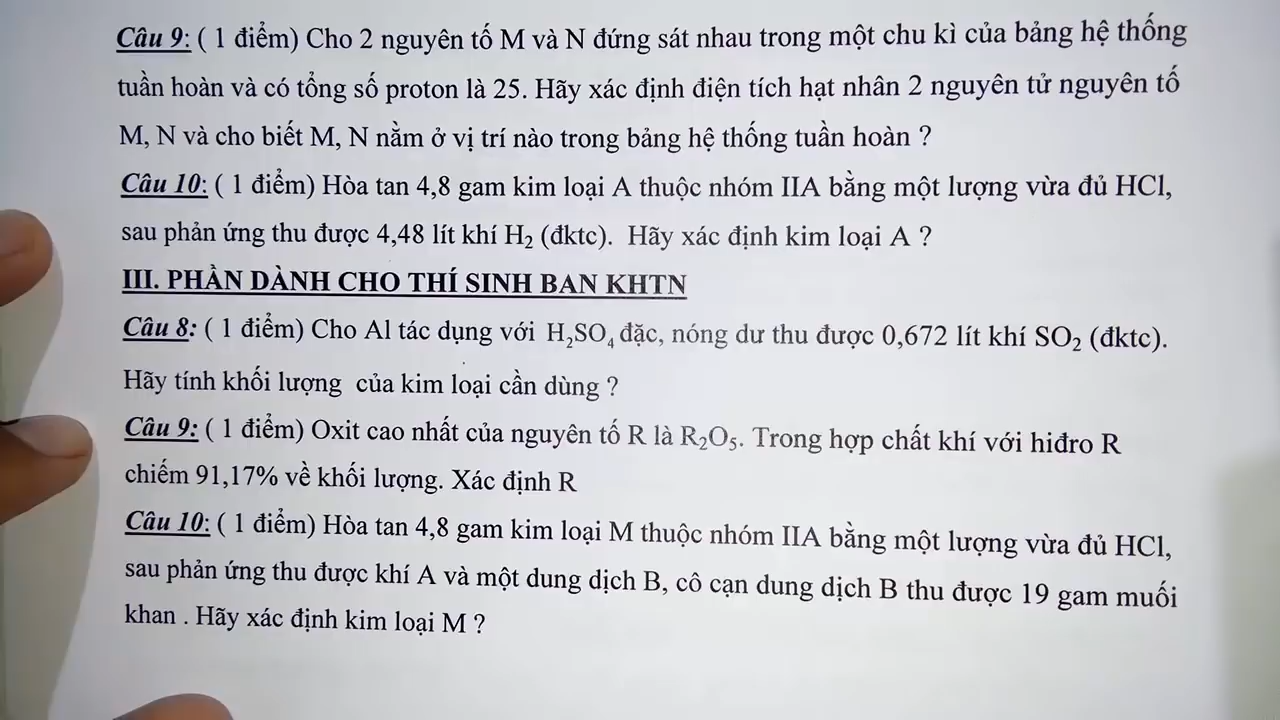 Câu 9: ( 1 điểm) Cho 2 nguyên tố M và N đứng sát nhau trong một chu kì của bảng hệ thống
tuần hoàn và có tổng số proton là 25. Hãy xác định điện tích hạt nhân 2 nguyên tử nguyên tố
M, N và cho biết M, N nằm ở vị trí nào trong bảng hệ thống tuần hoàn ?
Câu 10: ( 1 điểm) Hòa tan 4,8 gam kim loại A thuộc nhóm IIA bằng một lượng vừa đủ HCl,
sau phản ứng thu được 4,48 lít khí H₂ (đktc). Hãy xác định kim loại A ?
III. PHẦN DÀNH CHO THÍ SINH BAN KHTN
Câu 8: ( 1 điểm) Cho Al tác dụng với H₂SO₄ đặc, nóng dư thu được 0,672 lít khí SO₂ (đktc).
Hãy tính khối lượng của kim loại cần dùng ?
Câu 9: ( 1 điểm) Oxit cao nhất của nguyên tố R là R₂O₅. Trong hợp chất khí với hiđro R
chiếm 91,17% về khối lượng. Xác định R
Câu 10: ( 1 điểm) Hòa tan 4,8 gam kim loại M thuộc nhóm IIA bằng một lượng vừa đủ HCl,
sau phản ứng thu được khí A và một dung dịch B, cô cạn dung dịch B thu được 19 gam muối
khan . Hãy xác định kim loại M ?